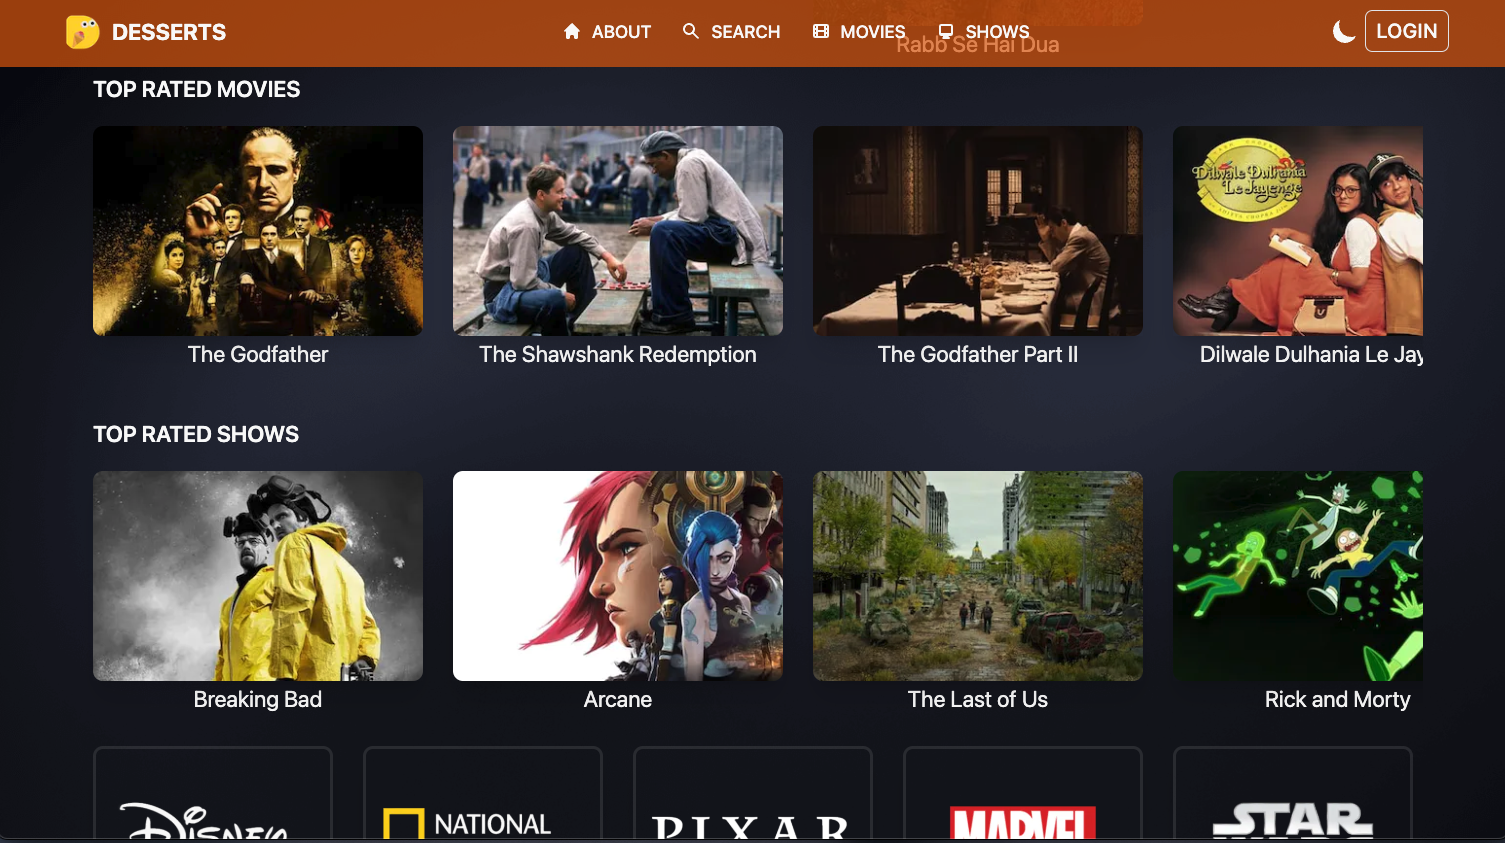 DESSERTS
ABOUT
SEARCH
MOVIES
SHOWS
LOGIN
Rabb Se Hai Dua
TOP RATED MOVIES
Dilwale Dulhania
Le Jayenge
The Godfather
The Shawshank Redemption
The Godfather Part II
Dilwale Dulhania Le Jay
TOP RATED SHOWS
Breaking Bad
Arcane
The Last of Us
Rick and Morty
Disney
NATIONAL
PIXAR
MARVEL
STAR
WARS